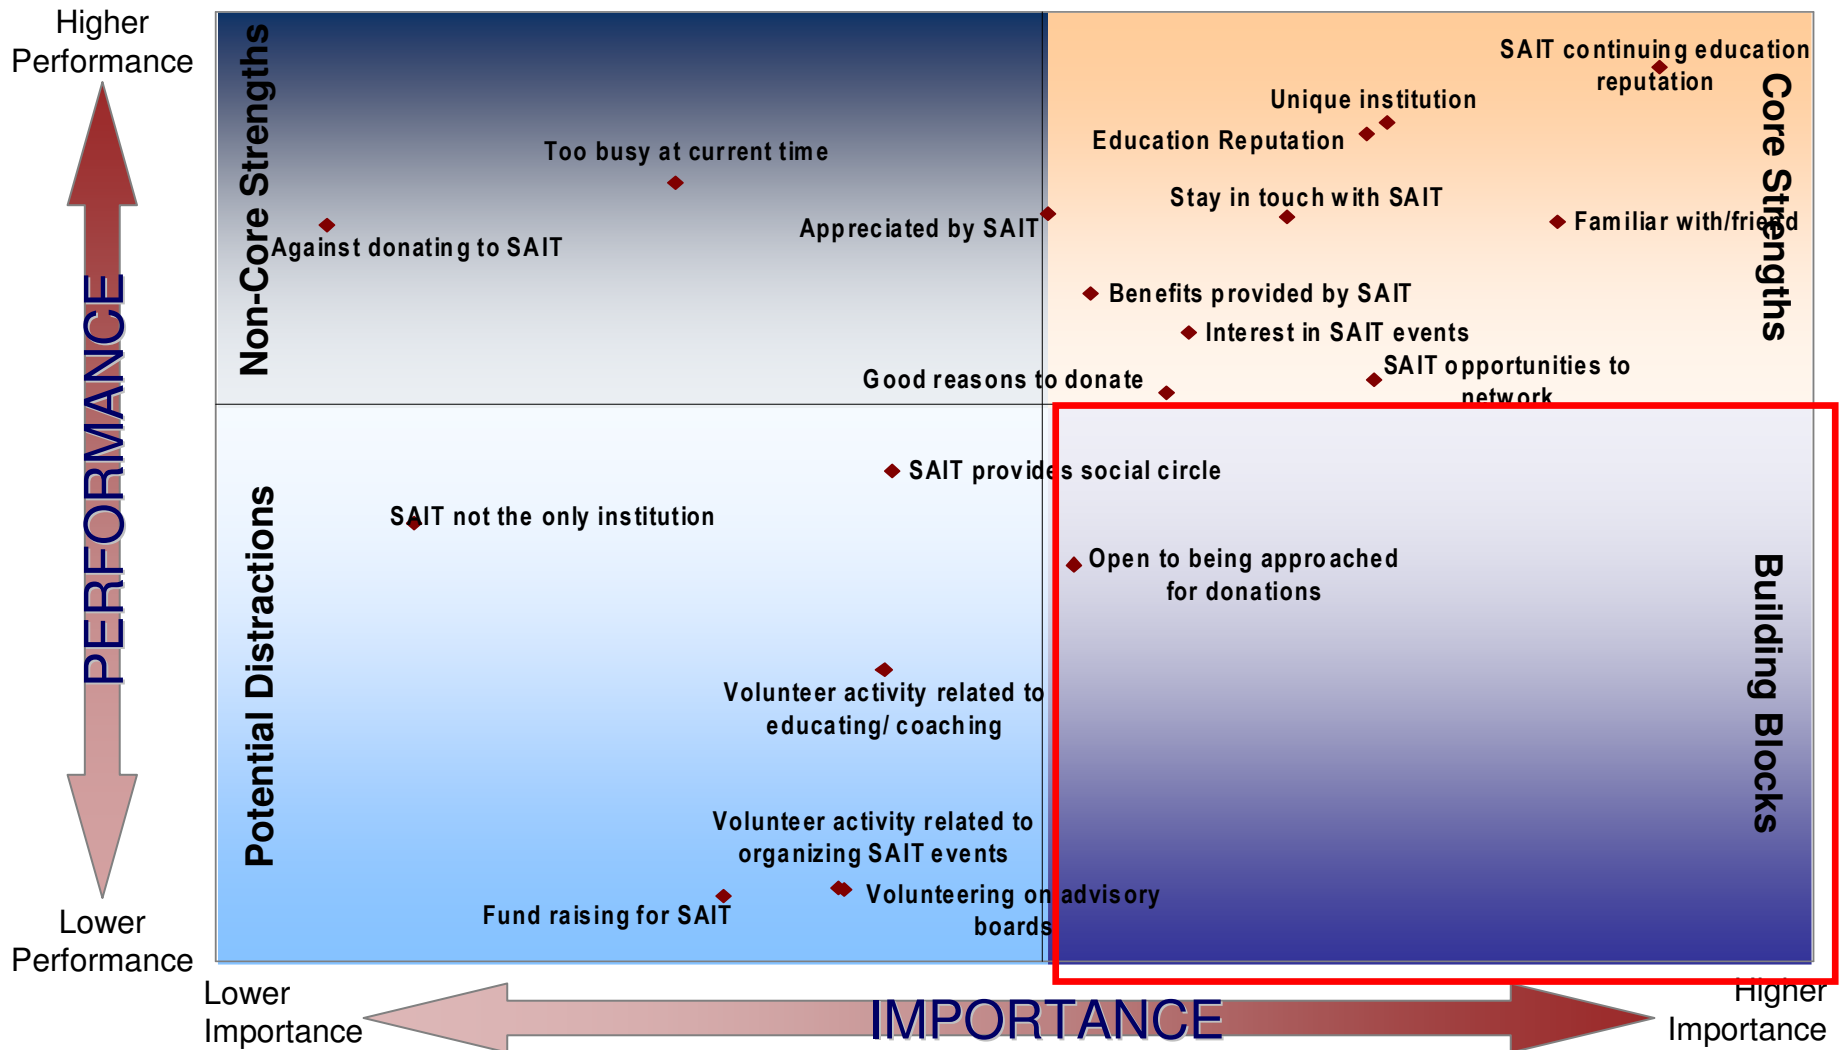 Higher
Performance
Non-Core Strengths
SAIT continuing education
reputation
Core Strengths
Unique institution
Education Reputation
Too busy at current time
Stay in touch with SAIT
Appreciated by SAIT
Familiar with/friend
Against donating to SAIT
Benefits provided by SAIT
Interest in SAIT events
SAIT opportunities to
network
Good reasons to donate
PERFORMANCE
SAIT provides social circle
SAIT not the only institution
Potential Distractions
Open to being approached
for donations
Building Blocks
Volunteer activity related to
educating/ coaching
Volunteer activity related to
organizing SAIT events
Volunteering on advisory
boards
Fund raising for SAIT
Lower
Performance
Lower
Importance
IMPORTANCE
Higher
Importance